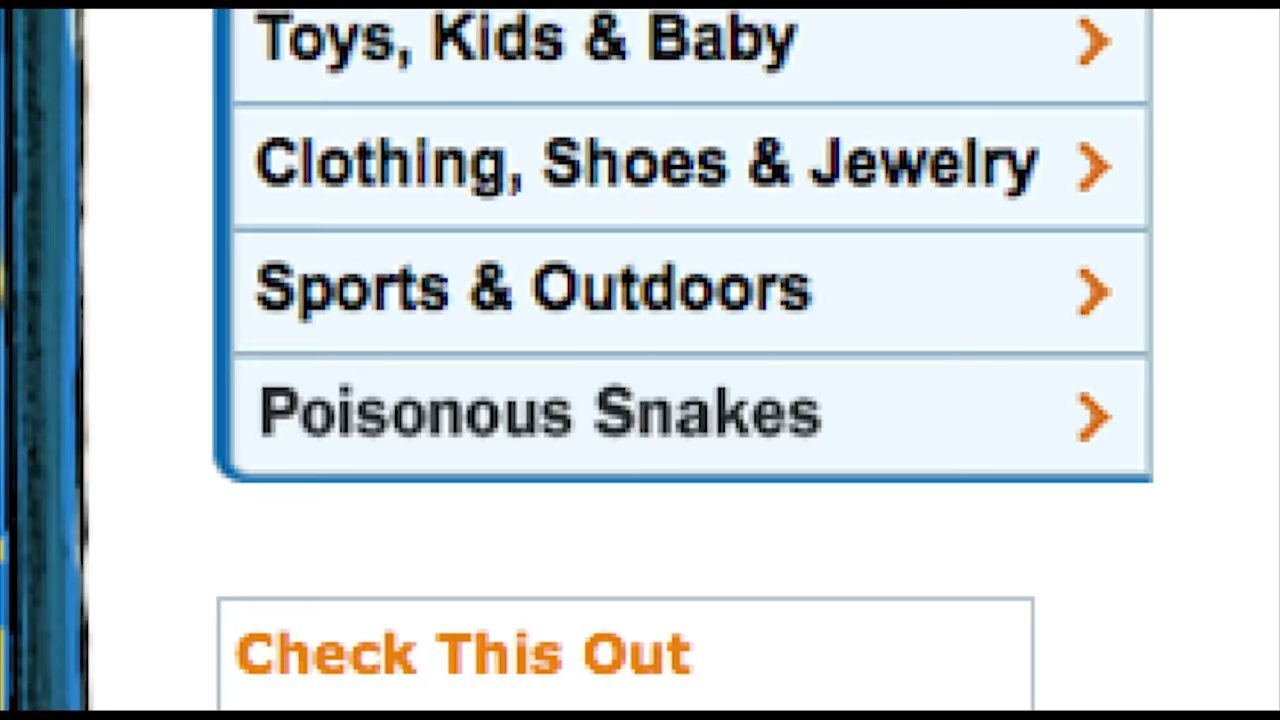 Toys, Kids & Baby
Clothing, Shoes & Jewelry
Sports & Outdoors
Poisonous Snakes
Check This Out